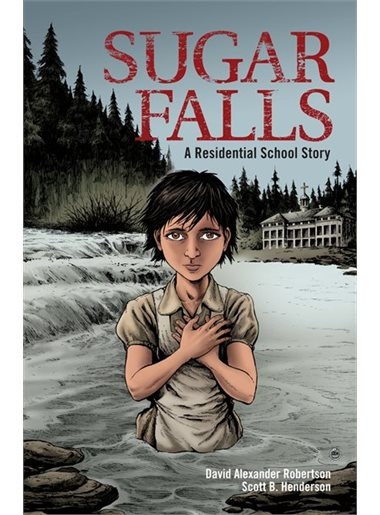 SUGAR
FALLS
A Residential School Story
David Alexander Robertson
Scott B. Henderson